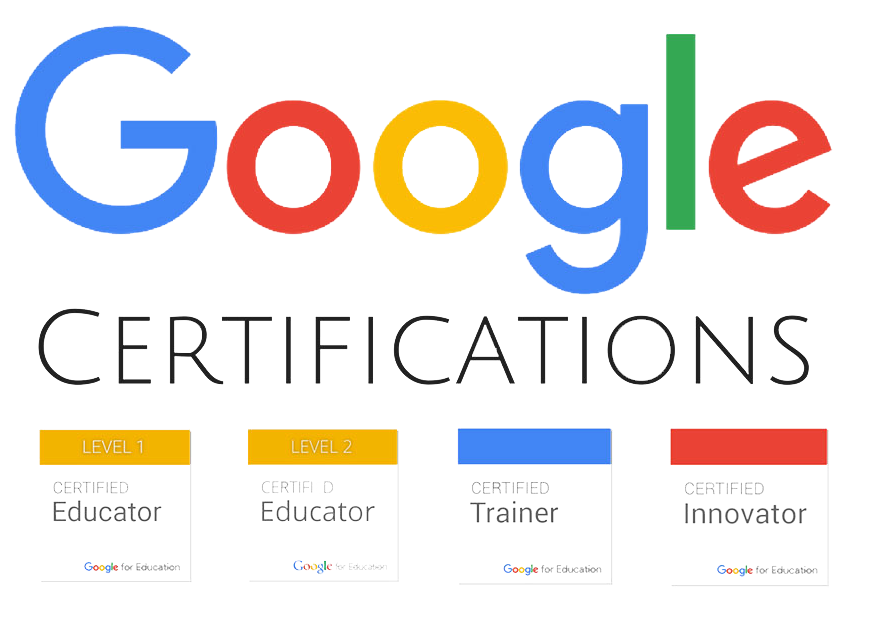 Google
CERTIFICATIONS
LEVEL 1
CERTIFIED
Educator
Google for Education
LEVEL 2
CERTIFI D
Educator
Google for Education
CERTIFIED
Trainer
Google for Education
CERTIFIED
Innovator
Google for Education